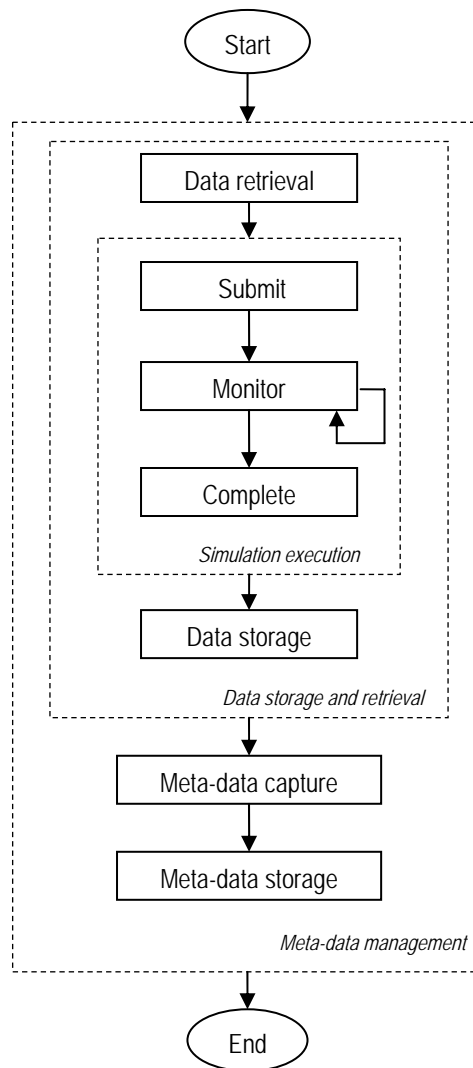 Start
Data retrieval
Submit
Monitor
Complete
Simulation execution
Data storage
Data storage and retrieval
Meta-data capture
Meta-data storage
Meta-data management
End